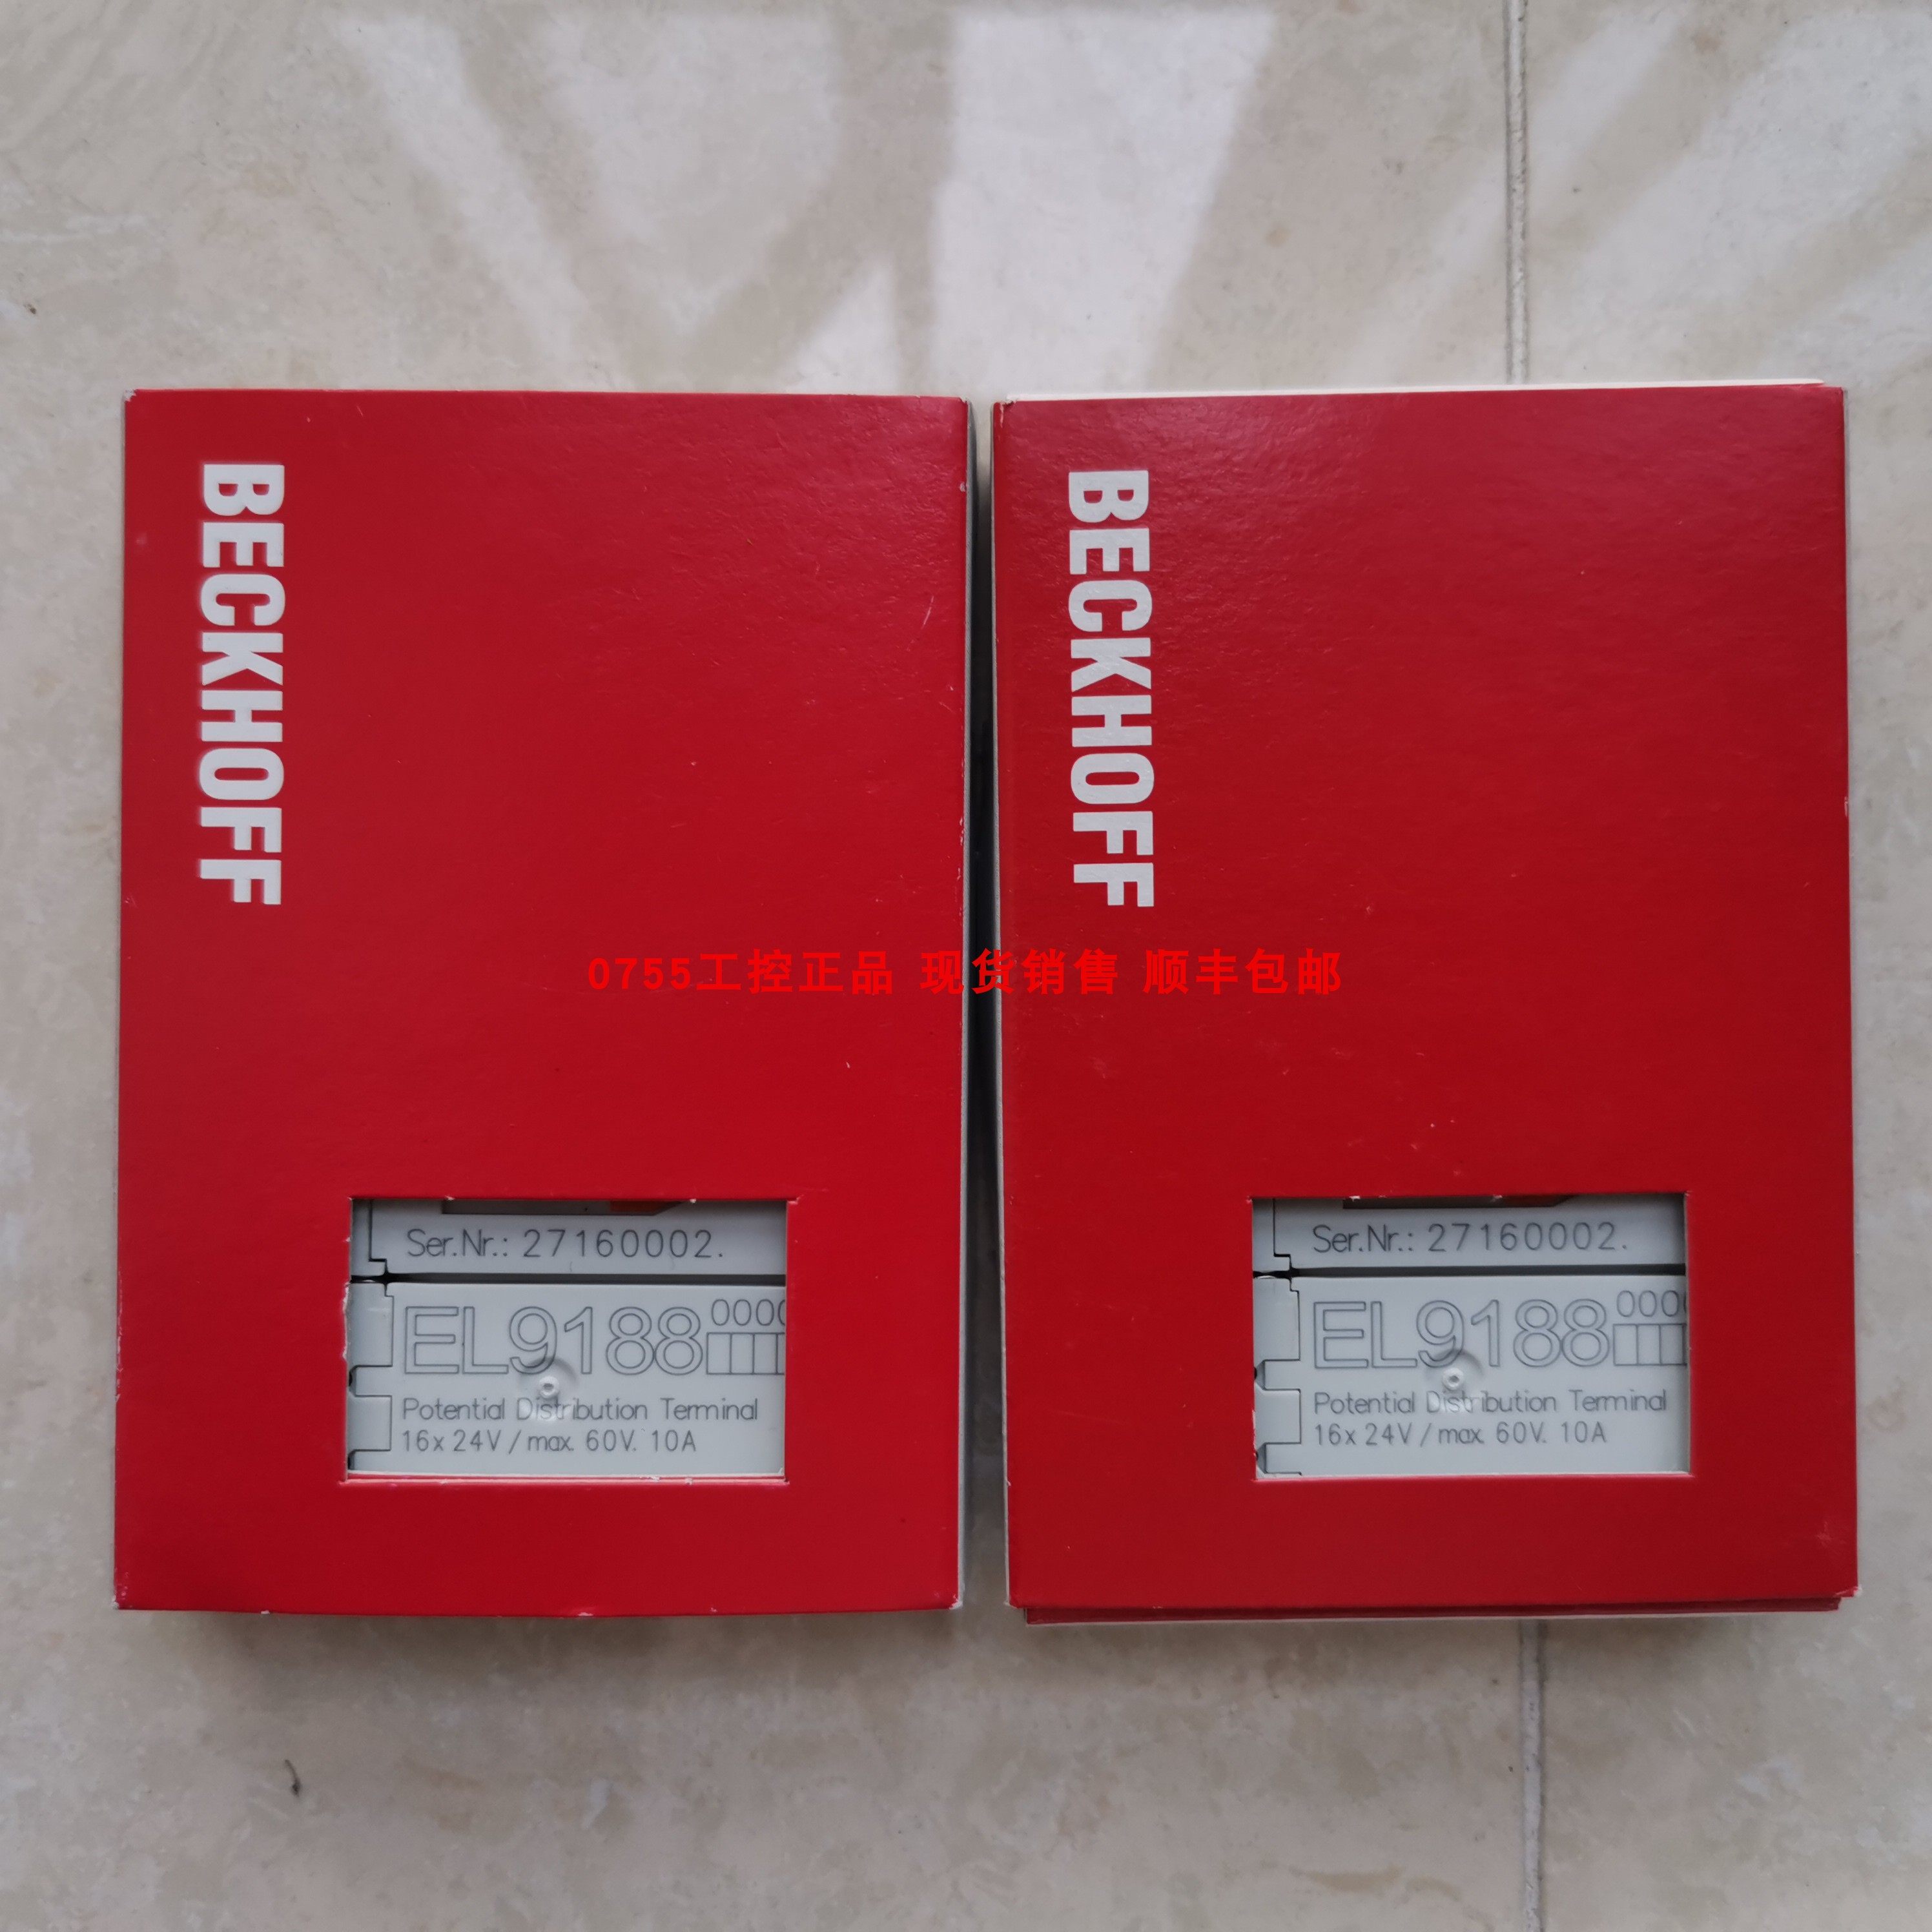 BECKHOFF
BECKHOFF
0755工控正品 现货销售 顺丰包邮
Ser.Nr.: 27160002.
EL9188 0000
Potential Distribution Terminal
16x 24V / max. 60V. 10A
Ser.Nr.: 27160002.
EL9188 0000
Potential Distribution Terminal
16x 24V / max. 60V. 10A